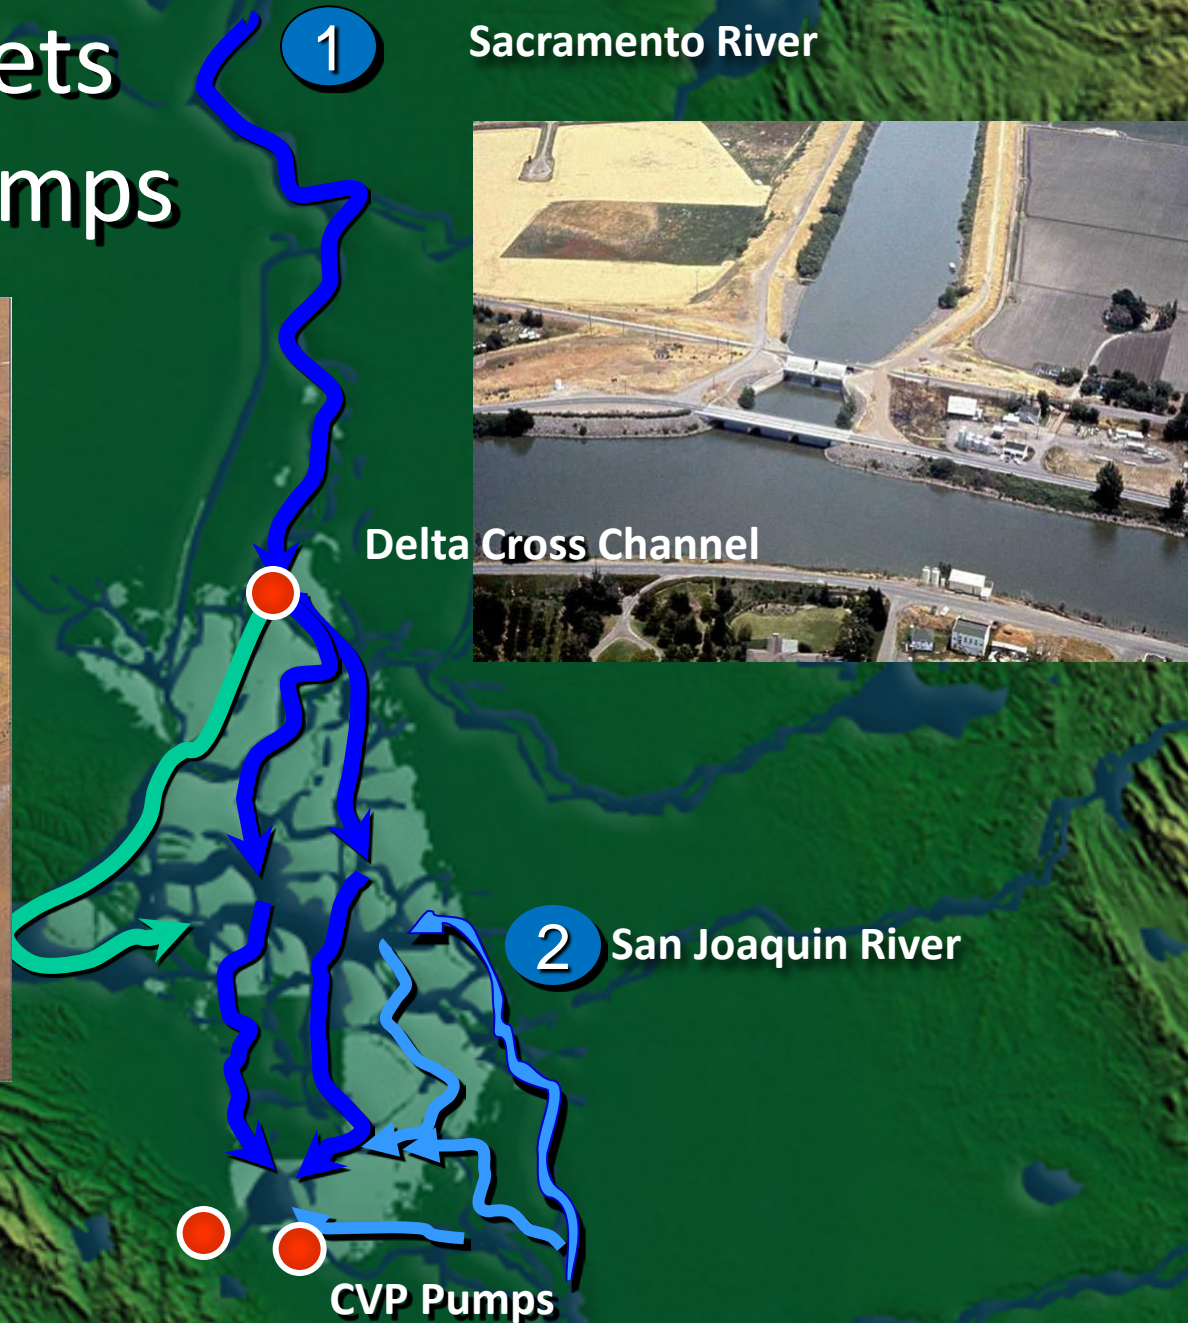 ets
mps
1
Sacramento River
Delta Cross Channel
2
San Joaquin River
CVP Pumps